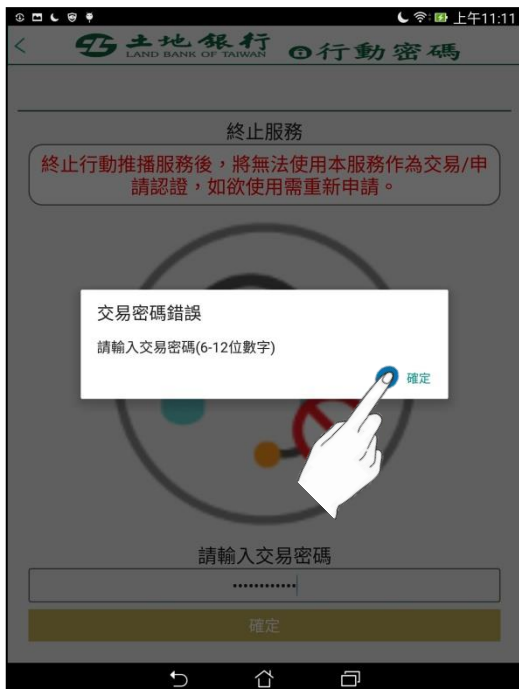 上午11:11
土地銀行
LAND BANK OF TAIWAN
行動密碼
終止服務
終止行動推播服務後，將無法使用本服務作為交易/申
請認證，如欲使用需重新申請。
交易密碼錯誤
請輸入交易密碼(6-12位數字)
確定
請輸入交易密碼
••••••••••••
確定